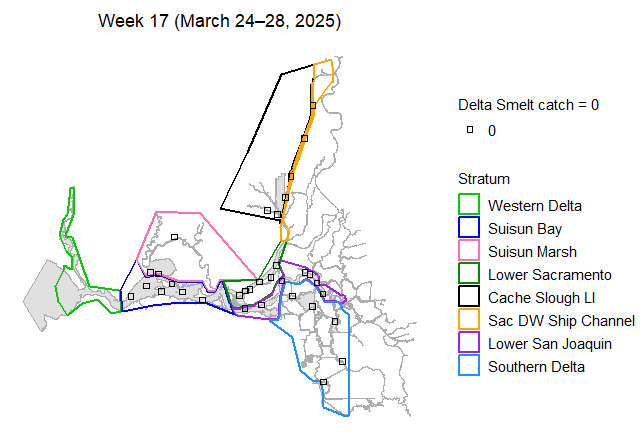 Week 17 (March 24–28, 2025)
Delta Smelt catch = 0
0
Stratum
Western Delta
Suisun Bay
Suisun Marsh
Lower Sacramento
Cache Slough LI
Sac DW Ship Channel
Lower San Joaquin
Southern Delta